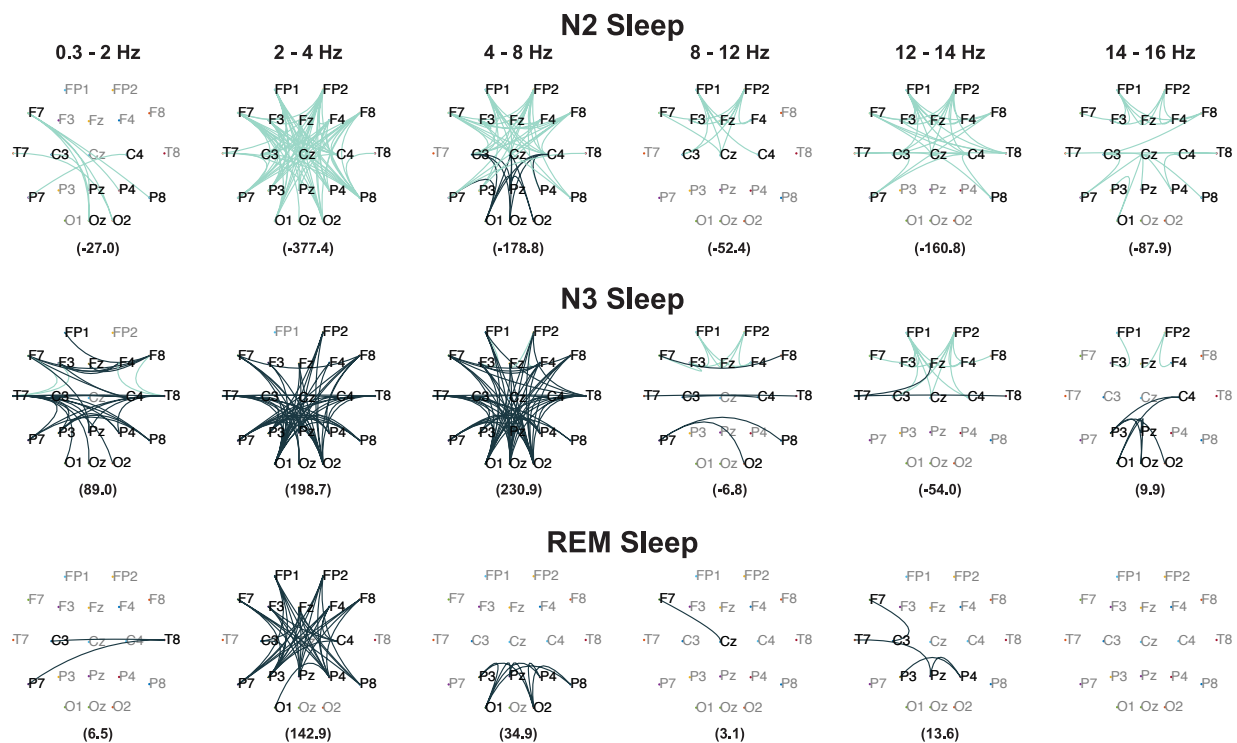 N2 Sleep
0.3 - 2 Hz 2 - 4 Hz 4 - 8 Hz 8 - 12 Hz 12 - 14 Hz 14 - 16 Hz
FP1 FP2 FP1 FP2 FP1 FP2 FP1 FP2 FP1 FP2 FP1 FP2
F7 F3 Fz F4 F8 F7 F3 Fz F4 F8 F7 F3 Fz F4 F8 F7 F3 Fz F4 F8 F7 F3 Fz F4 F8 F7 F3 Fz F4 F8
T7 C3 Cz C4 T8 T7 C3 Cz C4 T8 T7 C3 Cz C4 T8 T7 C3 Cz C4 T8 T7 C3 Cz C4 T8 T7 C3 Cz C4 T8
P7 P3 Pz P4 P8 P7 P3 Pz P4 P8 P7 P3 Pz P4 P8 P7 P3 Pz P4 P8 P7 P3 Pz P4 P8 P7 P3 Pz P4 P8
O1 Oz O2 O1 Oz O2 O1 Oz O2 O1 Oz O2 O1 Oz O2 O1 Oz O2
(-27.0) (-377.4) (-178.8) (-52.4) (-160.8) (-87.9)
N3 Sleep
FP1 FP2 FP1 FP2 FP1 FP2 FP1 FP2 FP1 FP2 FP1 FP2
F7 F3 Fz F4 F8 F7 F3 Fz F4 F8 F7 F3 Fz F4 F8 F7 F3 Fz F4 F8 F7 F3 Fz F4 F8 F7 F3 Fz F4 F8
T7 C3 Cz C4 T8 T7 C3 Cz C4 T8 T7 C3 Cz C4 T8 T7 C3 Cz C4 T8 T7 C3 Cz C4 T8 T7 C3 Cz C4 T8
P7 P3 Pz P4 P8 P7 P3 Pz P4 P8 P7 P3 Pz P4 P8 P7 P3 Pz P4 P8 P7 P3 Pz P4 P8 P7 P3 Pz P4 P8
O1 Oz O2 O1 Oz O2 O1 Oz O2 O1 Oz O2 O1 Oz O2 O1 Oz O2
(89.0) (198.7) (230.9) (-6.8) (-54.0) (9.9)
REM Sleep
FP1 FP2 FP1 FP2 FP1 FP2 FP1 FP2 FP1 FP2 FP1 FP2
F7 F3 Fz F4 F8 F7 F3 Fz F4 F8 F7 F3 Fz F4 F8 F7 F3 Fz F4 F8 F7 F3 Fz F4 F8 F7 F3 Fz F4 F8
T7 C3 Cz C4 T8 T7 C3 Cz C4 T8 T7 C3 Cz C4 T8 T7 C3 Cz C4 T8 T7 C3 Cz C4 T8 T7 C3 Cz C4 T8
P7 P3 Pz P4 P8 P7 P3 Pz P4 P8 P7 P3 Pz P4 P8 P7 P3 Pz P4 P8 P7 P3 Pz P4 P8 P7 P3 Pz P4 P8
O1 Oz O2 O1 Oz O2 O1 Oz O2 O1 Oz O2 O1 Oz O2 O1 Oz O2
(6.5) (142.9) (34.9) (3.1) (13.6)